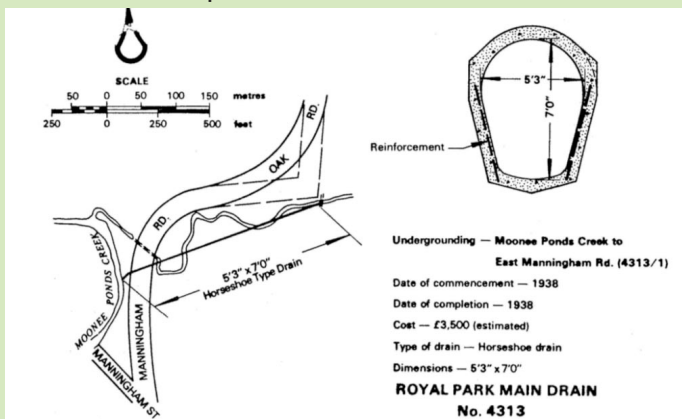 SCALE
50 0 50 100 150 metres
250 0 250 500 feet
RD.
OAK
RD.
MOONEE PONDS CREEK
5'3" x 7'0"
Horseshoe Type Drain
MANNINGHAM
MANNINGHAM ST
5'3"
7'0"
Reinforcement
Undergrounding — Moonee Ponds Creek to
East Manningham Rd. (4313/1)
Date of commencement — 1938
Date of completion — 1938
Cost — £3,500 (estimated)
Type of drain — Horseshoe drain
Dimensions — 5'3" x 7'0"
ROYAL PARK MAIN DRAIN
No. 4313